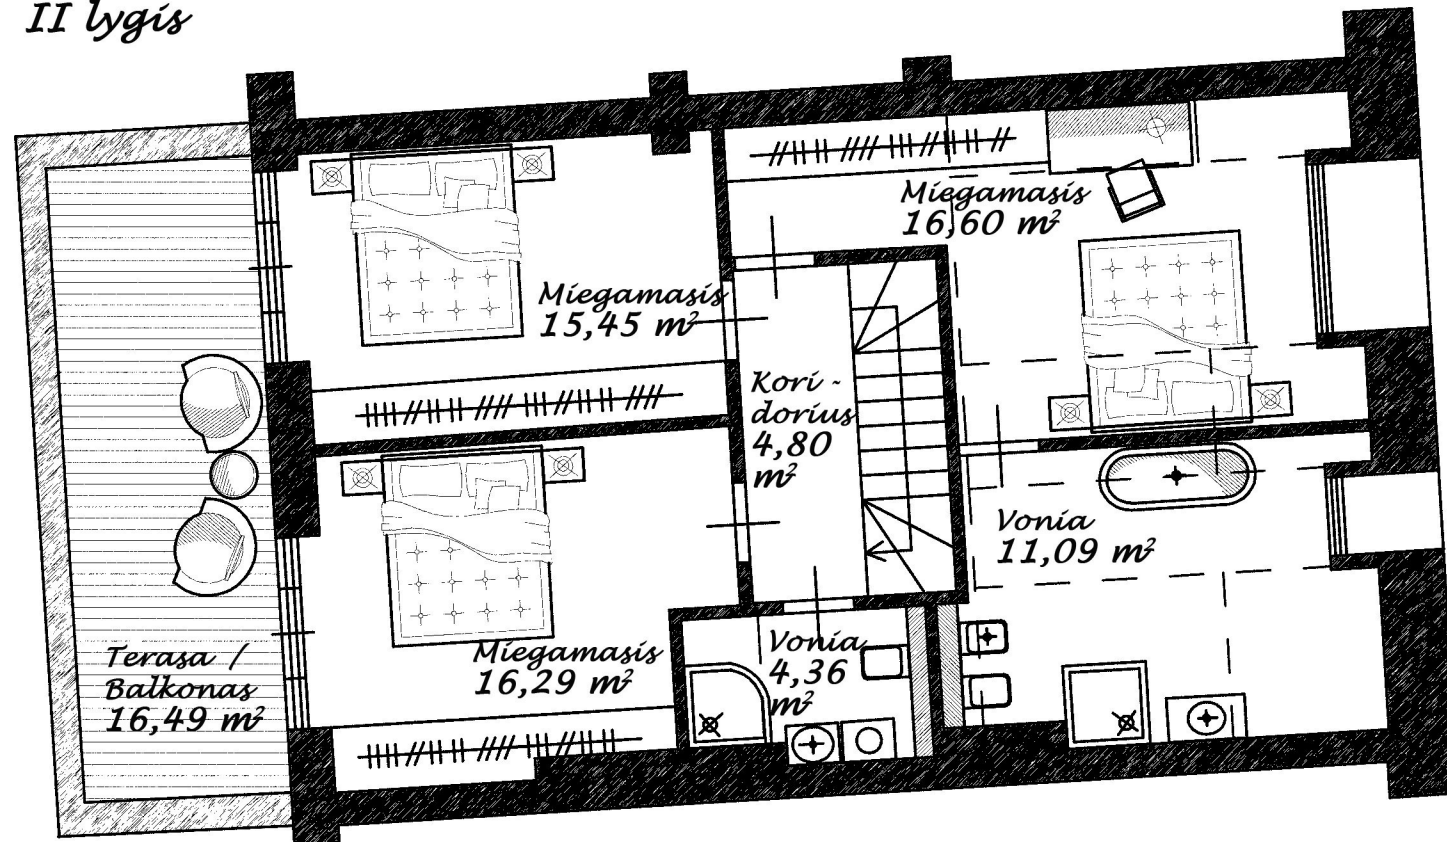 II lygis
Miegamasis
16,60 m²
Miegamasis
15,45 m²
Kori -
dorius
4,80
m²
Vonia
11,09 m²
Miegamasis
16,29 m²
Vonia
4,36
m²
Terasa /
Balkonas
16,49 m²